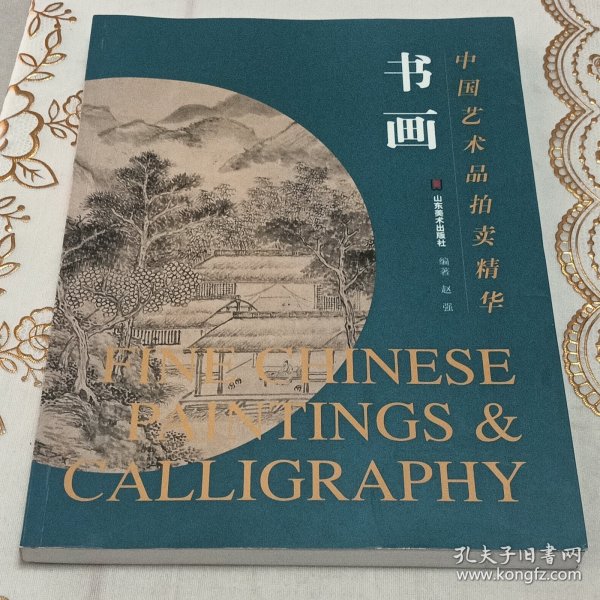 中国艺术品拍卖精华
书画
山东美术出版社
编著 赵强
FINE CHINESE
PAINTINGS &
CALLIGRAPHY
孔夫子旧书网
www.kongfz.com